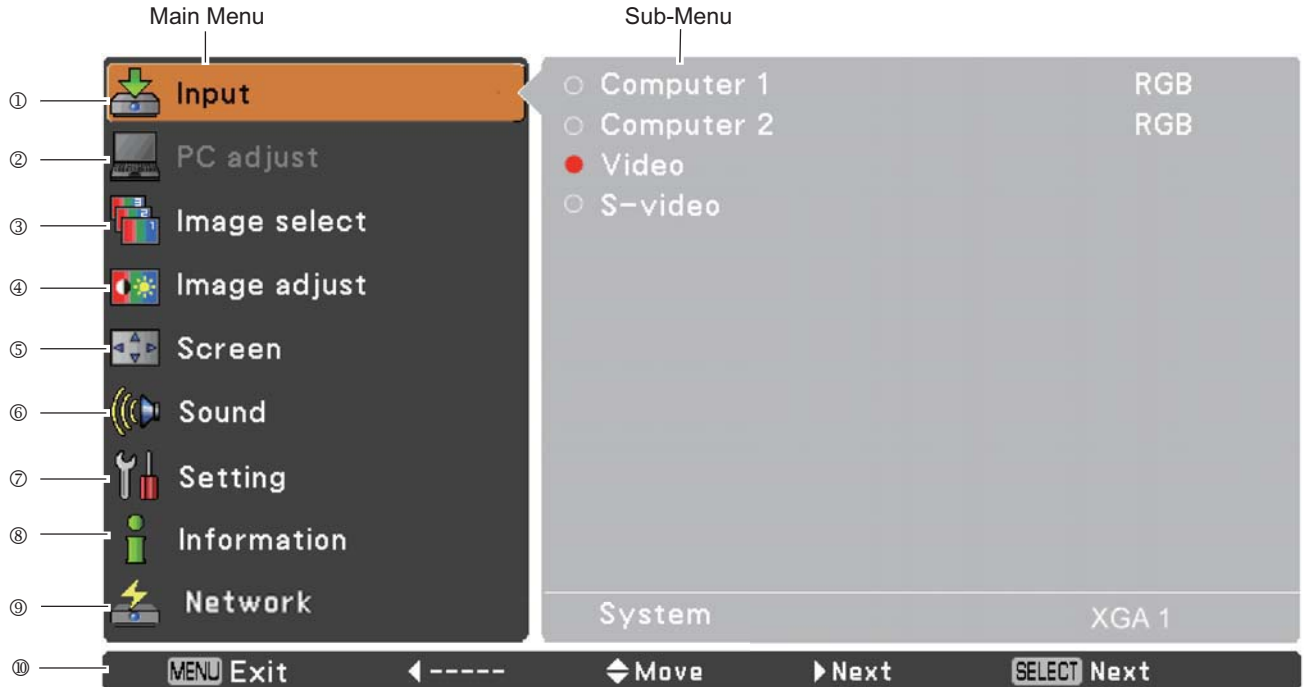 Main Menu
Sub-Menu
① Input
② PC adjust
③ Image select
④ Image adjust
⑤ Screen
⑥ Sound
⑦ Setting
⑧ Information
⑨ Network
Computer 1 RGB
Computer 2 RGB
Video
S-video
System XGA 1
⑩ MENU Exit ◀----- Move ▶Next SELECT Next